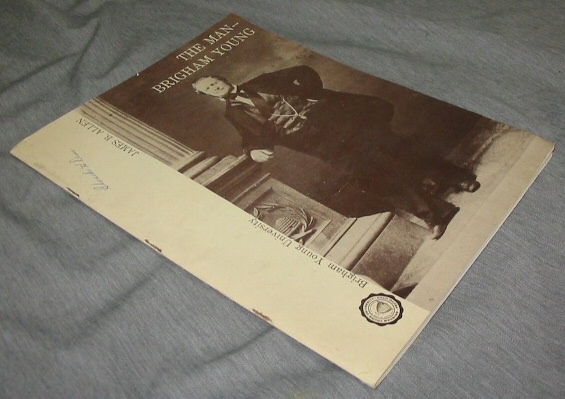 THE MAN—
BRIGHAM YOUNG
JAMES B. ALLEN
Brigham Young University